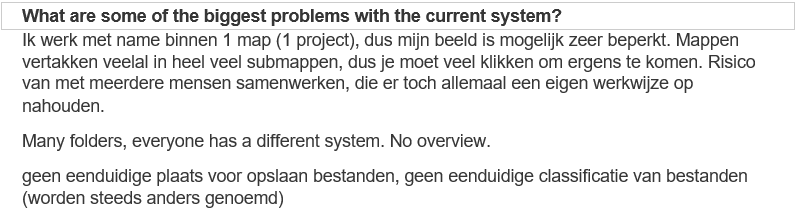 What are some of the biggest problems with the current system?
Ik werk met name binnen 1 map (1 project), dus mijn beeld is mogelijk zeer beperkt. Mappen
vertakken veelal in heel veel submappen, dus je moet veel klikken om ergens te komen. Risico
van met meerdere mensen samenwerken, die er toch allemaal een eigen werkwijze op
nahouden.
Many folders, everyone has a different system. No overview.
geen eenduidige plaats voor opslaan bestanden, geen eenduidige classificatie van bestanden
(worden steeds anders genoemd)